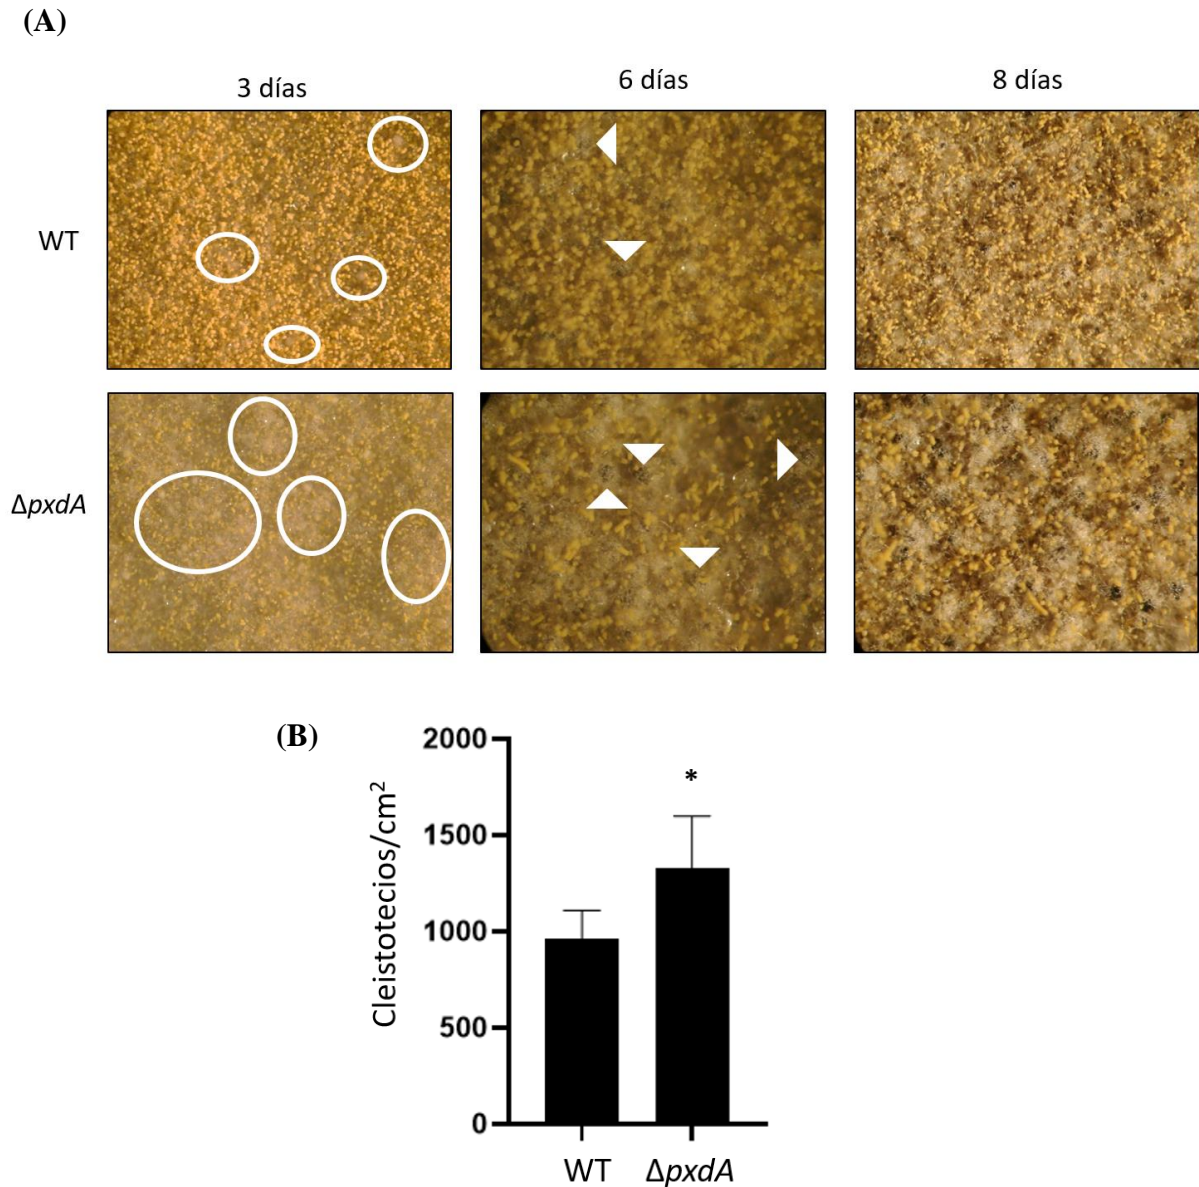 (A)
3 días 6 días 8 días
WT
ΔpxdA
(B)
Cleistotecios/cm²
2000
*
1500
1000
500
0
WT ΔpxdA